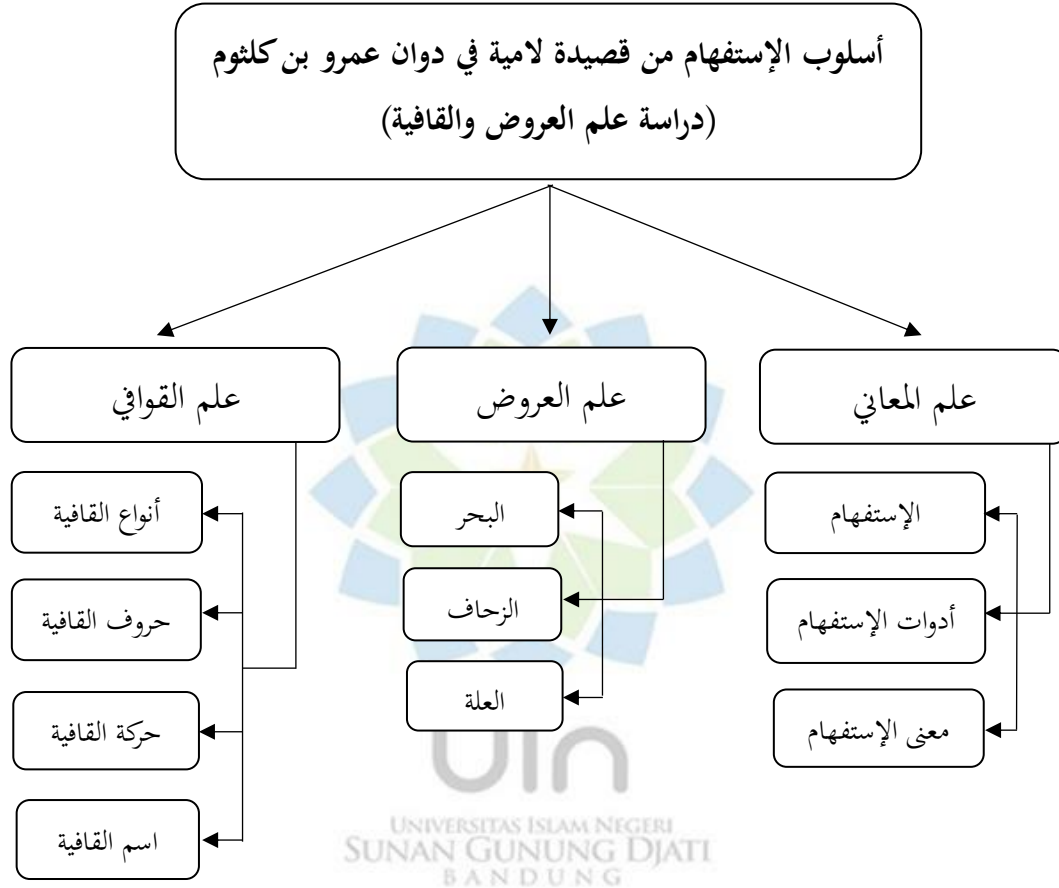 أسلوب الإستفهام من قصيدة لامية في دوان عمرو بن كلثوم
(دراسة علم العروض والقافية)
علم المعاني
علم العروض
علم القوافي
الإستفهام
أدوات الإستفهام
معنى الإستفهام
البحر
الزحاف
العلة
أنواع القافية
حروف القافية
حركة القافية
اسم القافية
uin
UNIVERSITAS ISLAM NEGERI
SUNAN GUNUNG DJATI
BANDUNG